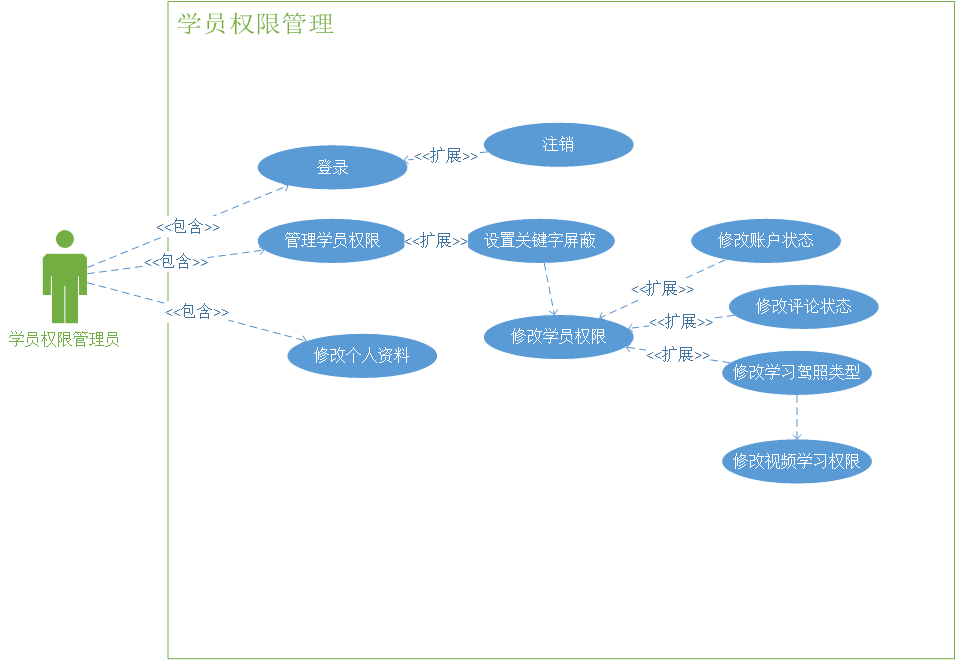 学员权限管理
注销
<<扩展>>
登录
<<包含>>
管理学员权限
<<扩展>>
设置关键字屏蔽
修改账户状态
<<包含>>
<<扩展>>
修改评论状态
<<包含>>
<<扩展>>
学员权限管理员
修改学员权限
修改个人资料
<<扩展>>
修改学习驾照类型
修改视频学习权限